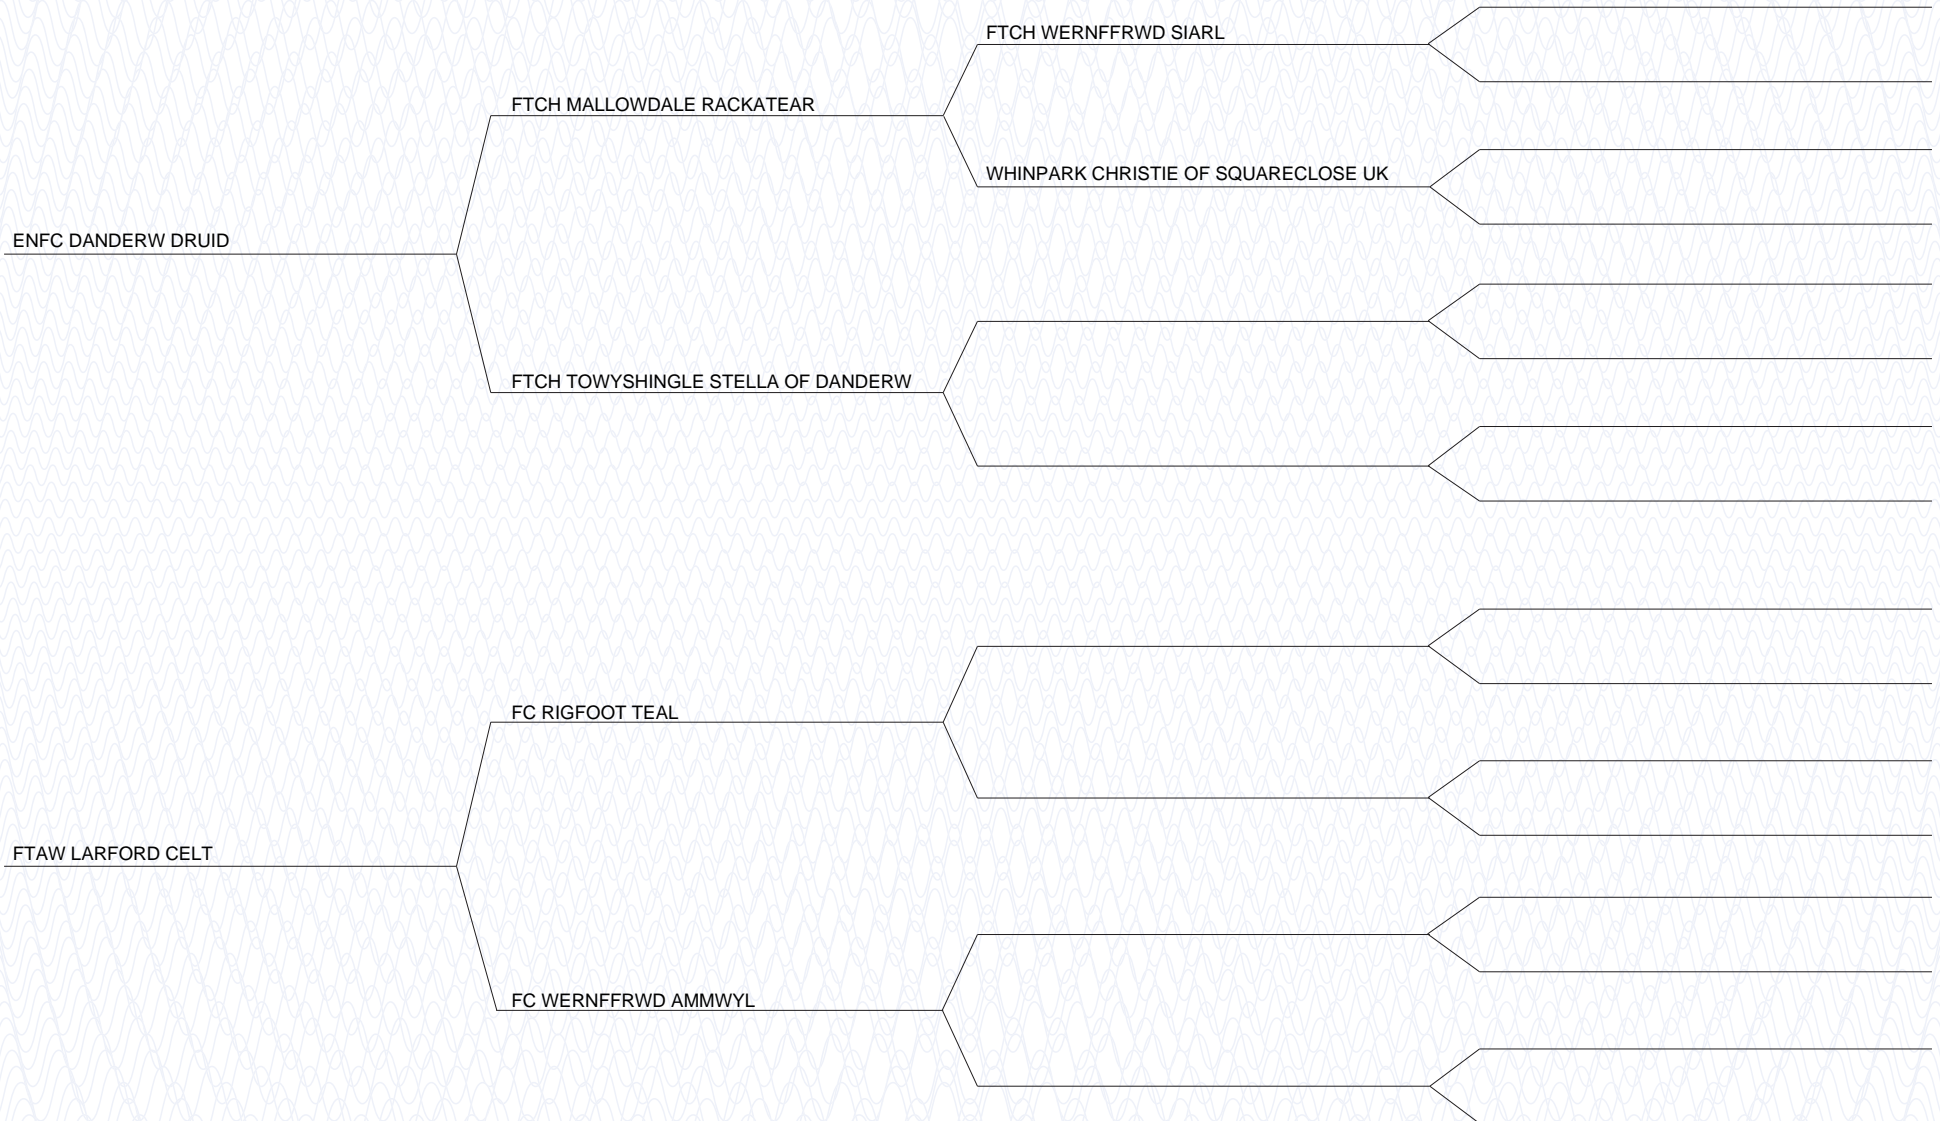 FTCH WERNFFRWD SIARL
FTCH MALLOWDALE RACKATEAR
WHINPARK CHRISTIE OF SQUARECLOSE UK
ENFC DANDERW DRUID
FTCH TOWYSHINGLE STELLA OF DANDERW
FC RIGFOOT TEAL
FTAW LARFORD CELT
FC WERNFFRWD AMMWYL